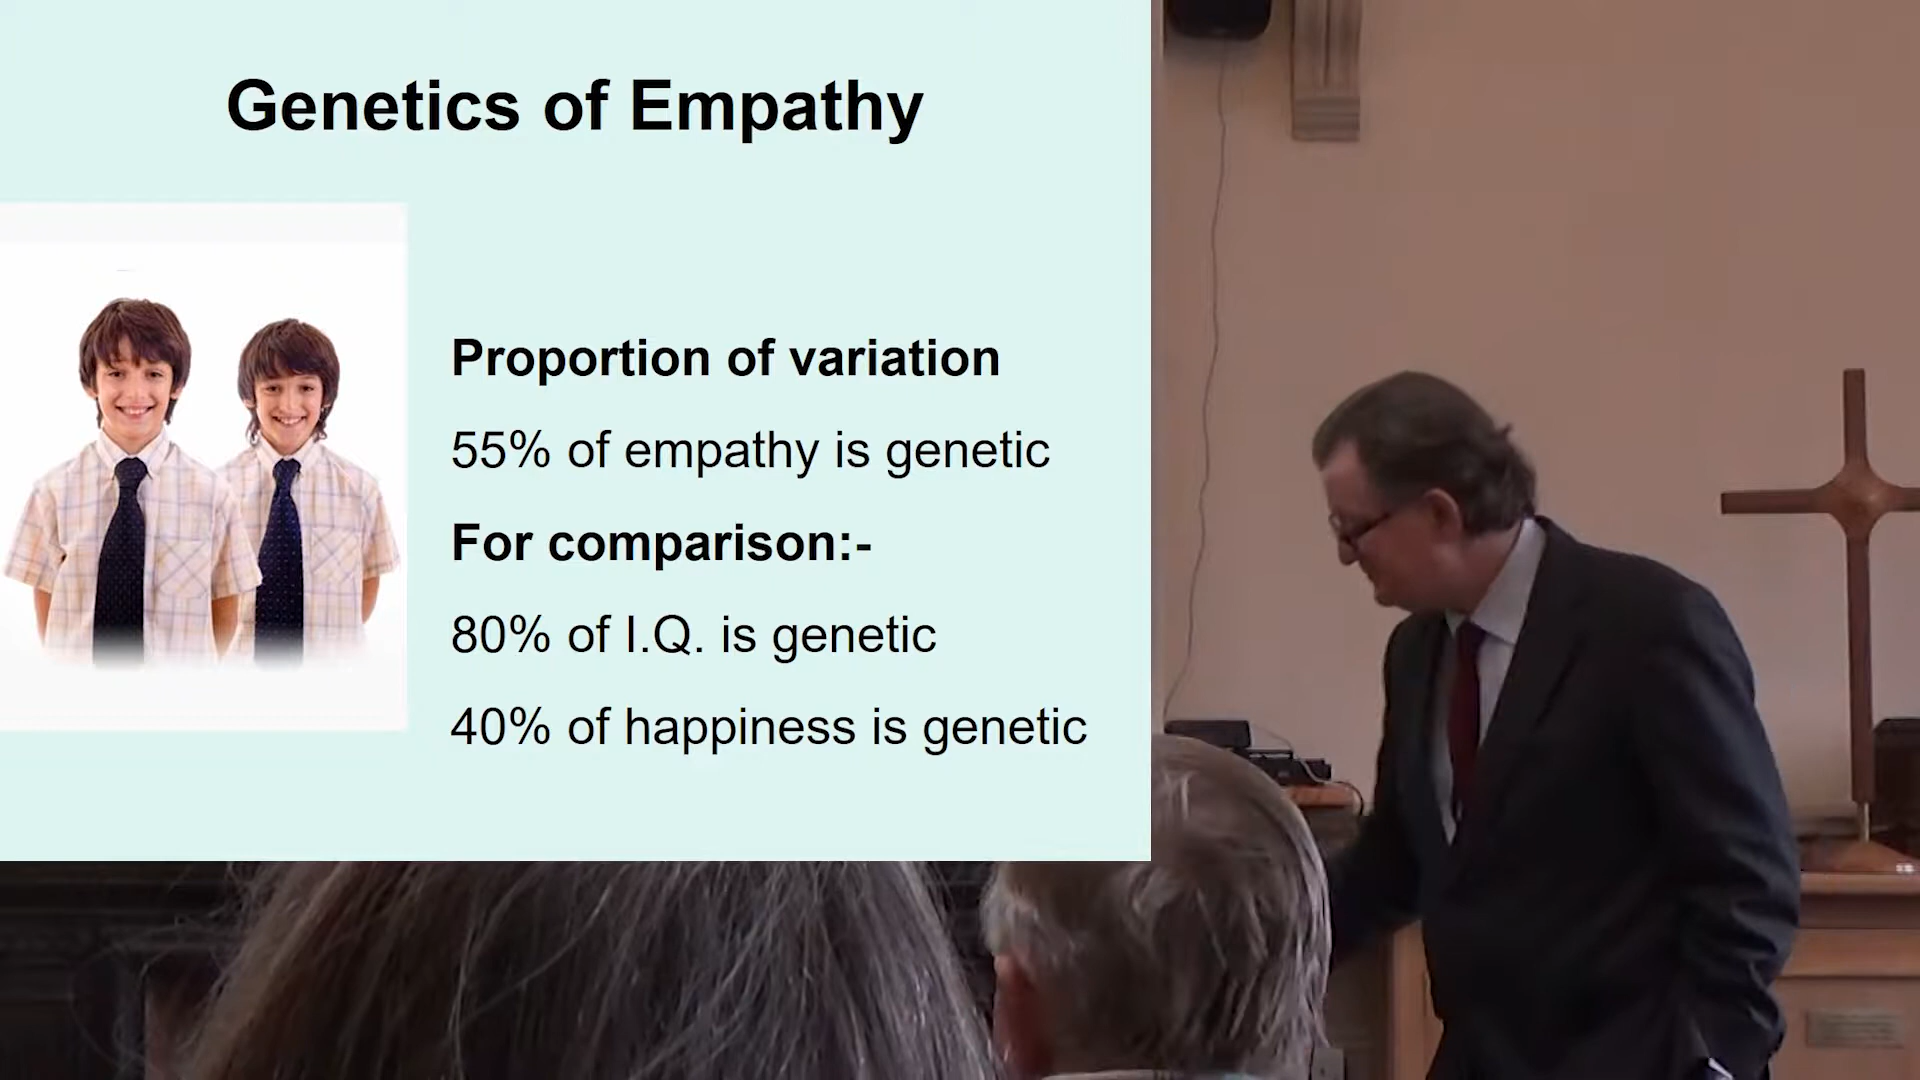 Genetics of Empathy
Proportion of variation
55% of empathy is genetic
For comparison:-
80% of I.Q. is genetic
40% of happiness is genetic